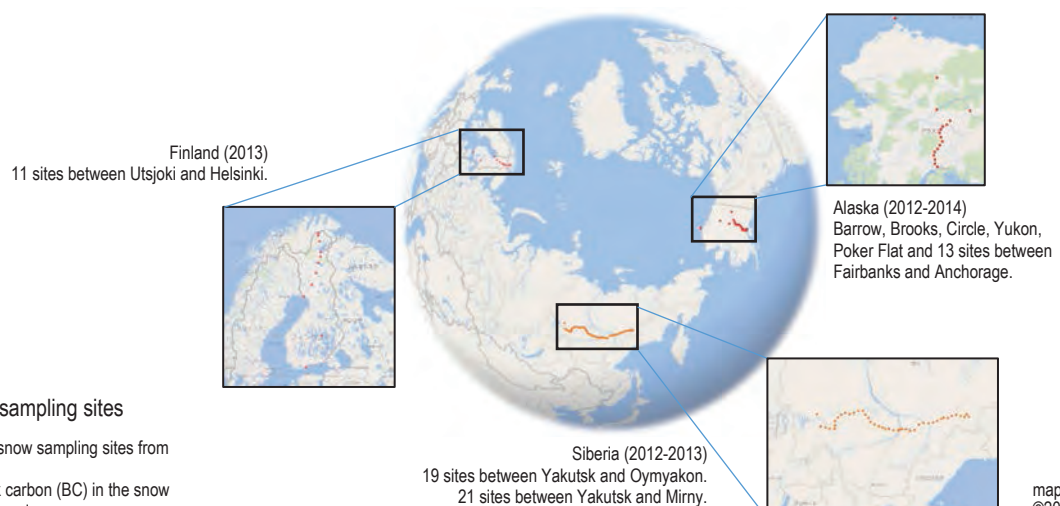 Finland (2013)
11 sites between Utsjoki and Helsinki.
Alaska (2012-2014)
Barrow, Brooks, Circle, Yukon,
Poker Flat and 13 sites between
Fairbanks and Anchorage.
sampling sites
snow sampling sites from
carbon (BC) in the snow
Siberia (2012-2013)
19 sites between Yakutsk and Oymyakon.
21 sites between Yakutsk and Mirny.
map